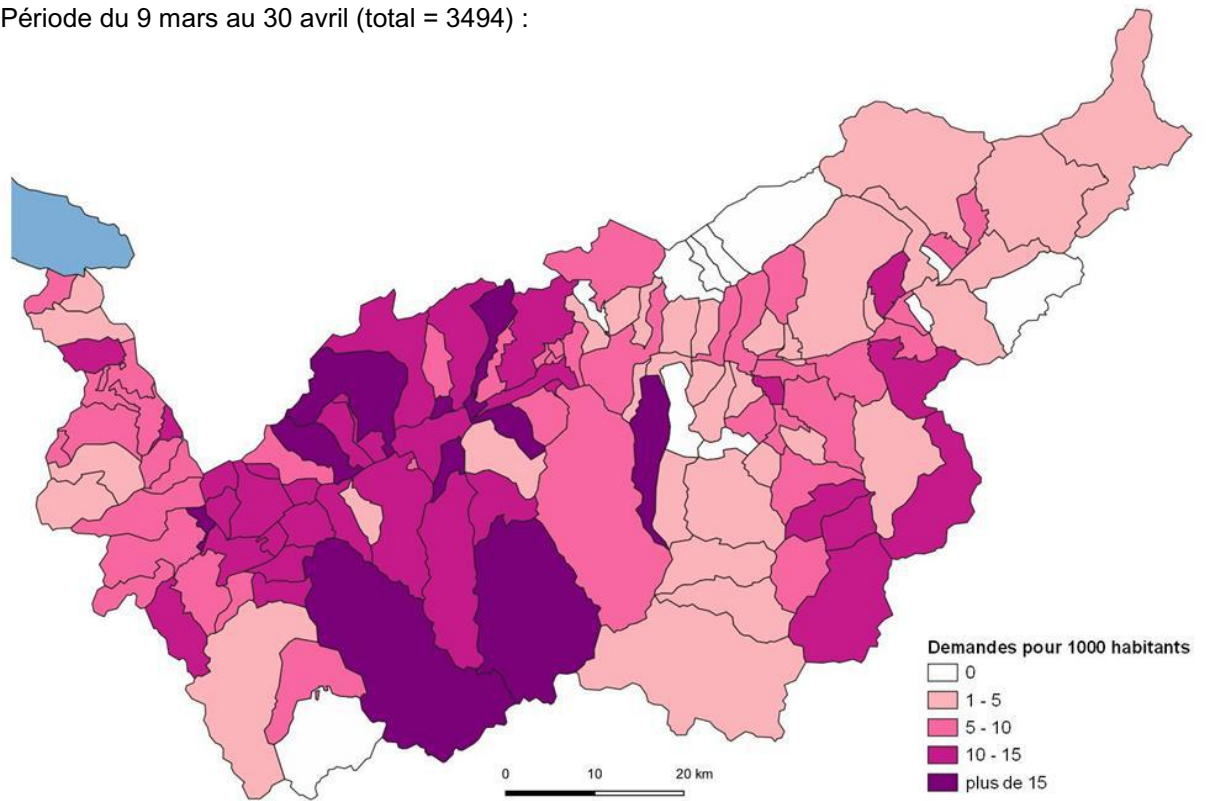 Période du 9 mars au 30 avril (total = 3494) :
Demandes pour 1000 habitants
0
1 - 5
5 - 10
10 - 15
plus de 15
0 10 20 km